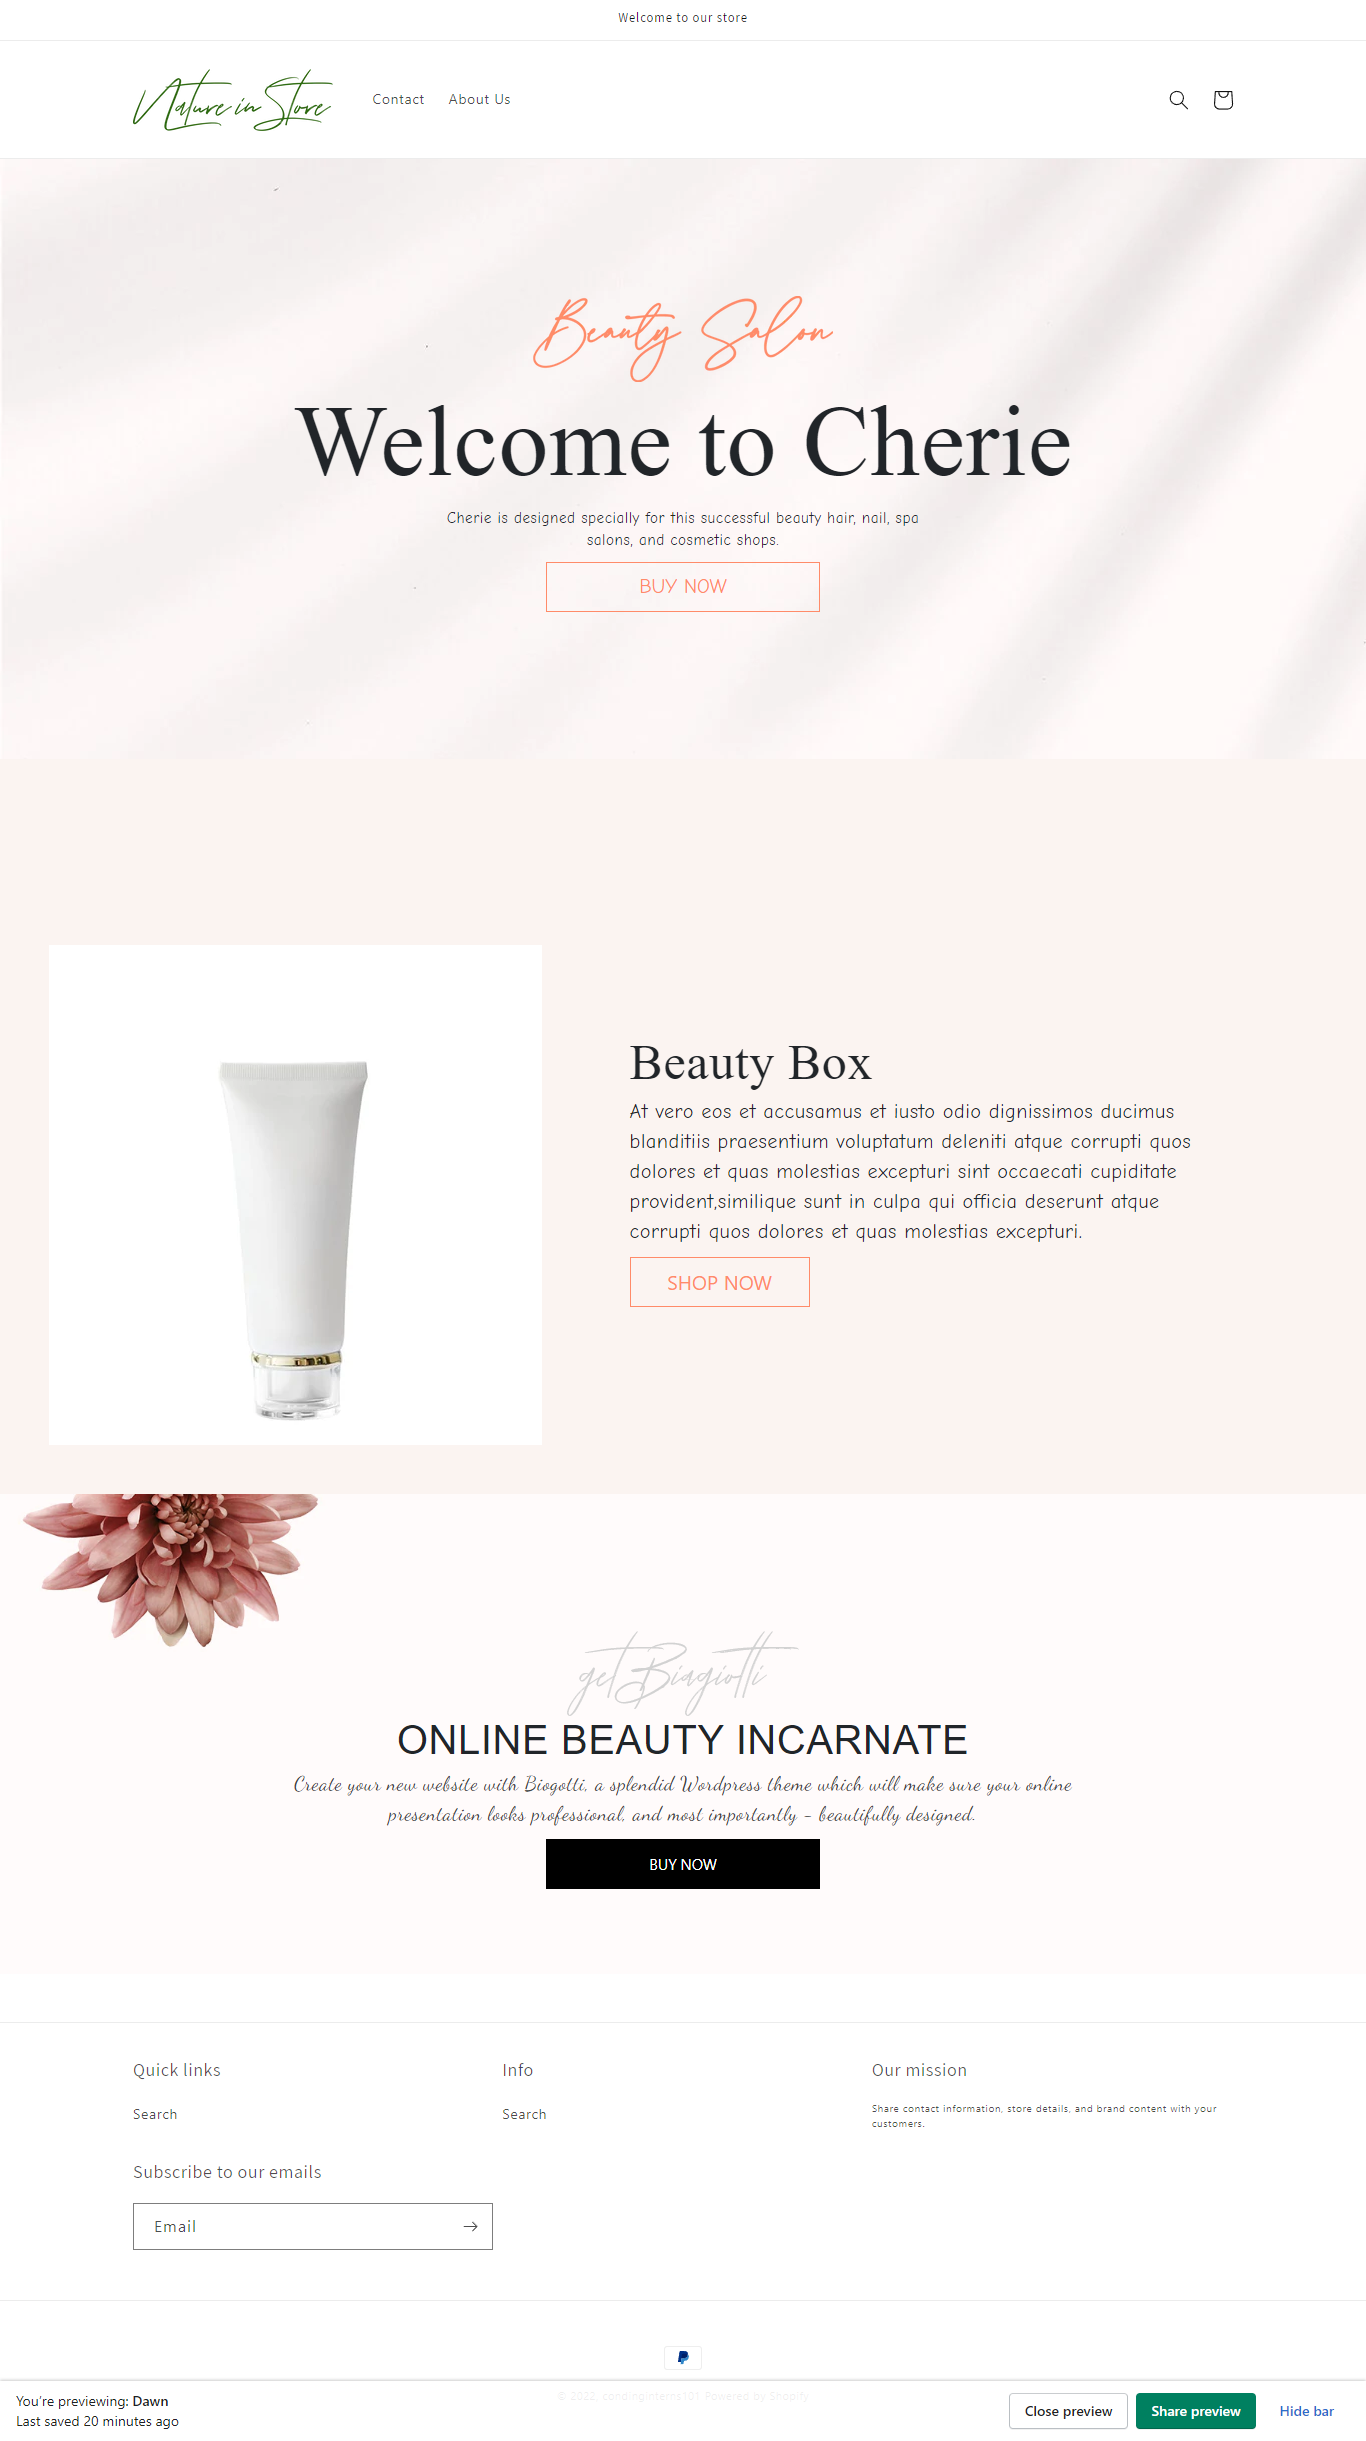 Welcome to our store
Nature in Store
Contact
About Us
Beauty Salon
Welcome to Cherie
Cherie is designed specially for this successful beauty hair, nail, spa
salons, and cosmetic shops.
BUY NOW
Beauty Box
At vero eos et accusamus et iusto odio dignissimos ducimus
blanditiis praesentium voluptatum deleniti atque corrupti quos
dolores et quas molestias excepturi sint occaecati cupiditate
provident,similique sunt in culpa qui officia deserunt atque
corrupti quos dolores et quas molestias excepturi.
SHOP NOW
get Biagiotti
ONLINE BEAUTY INCARNATE
Create your new website with Biogotti, a splendid Wordpress theme which will make sure your online
presentation looks professional, and most importantly - beautifully designed.
BUY NOW
Quick links
Info
Our mission
Search
Search
Share contact information, store details, and brand content with your
customers.
Subscribe to our emails
Email
© 2022, Powered by Shopify
You're previewing: Dawn
Last saved 20 minutes ago
Close preview
Share preview
Hide bar